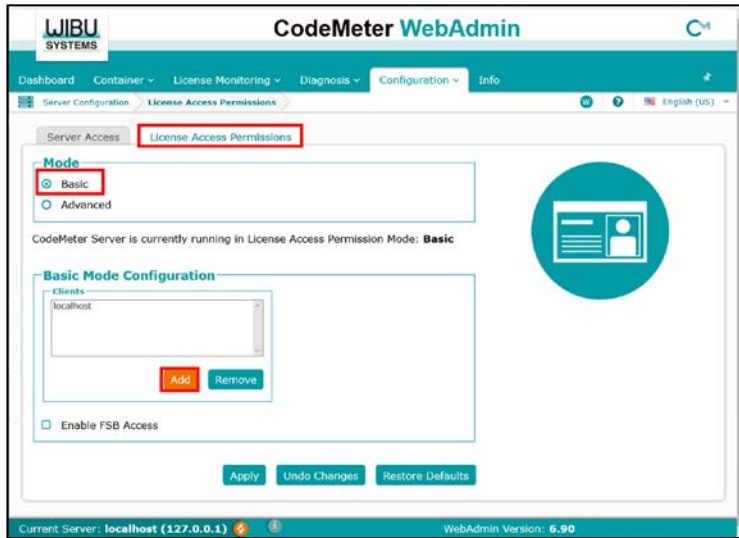 WIBU
SYSTEMS
CodeMeter WebAdmin
Dashboard Container License Monitoring Diagnosis Configuration Info
Server Configuration License Access Permissions W ? English (US)
Server Access License Access Permissions
Mode
Basic
Advanced
CodeMeter Server is currently running in License Access Permission Mode: Basic
Basic Mode Configuration
Clients
localhost
Add Remove
Enable FSB Access
Apply Undo Changes Restore Defaults
Current Server: localhost (127.0.0.1) WebAdmin Version: 6.90